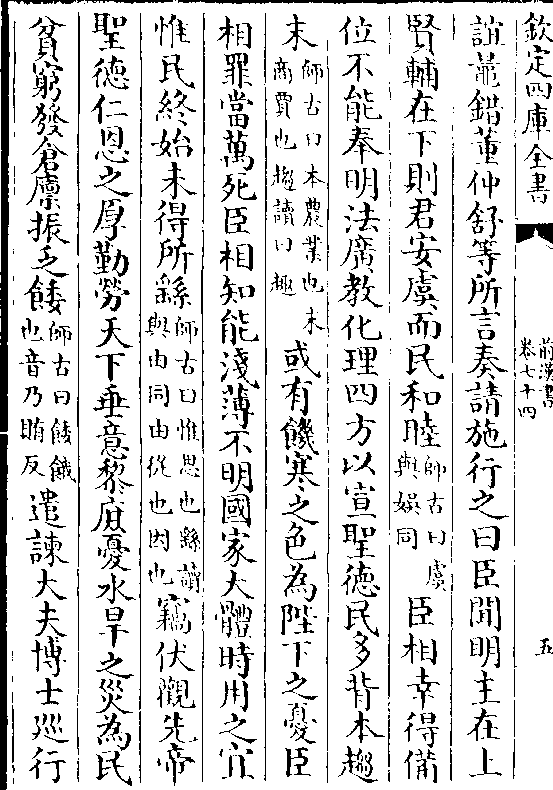 欽定四庫全書
前漢書
卷七十四
五
誼鼂錯董仲舒等所言奏請施行之曰臣聞明主在上
賢輔在下則君安虞而民和睦師古曰虞與娯同臣相幸得備
位不能奉明法廣教化理四方以宣聖徳民多背本趨
末師古曰本農業也末商賈也趨讀曰趣或有饑寒之色為陛下之憂臣
相罪當萬死臣相知能淺薄不明國家大體時用之宜
惟民終始未得所繇師古曰惟思也繇讀與由同由從也因也竊伏觀先帝
聖德仁恩之厚勤勞天下垂意黎庶憂水旱之災為民
貧窮發倉廪振乏餧師古曰餧餓也音乃賄反遣諫大夫博士廵行